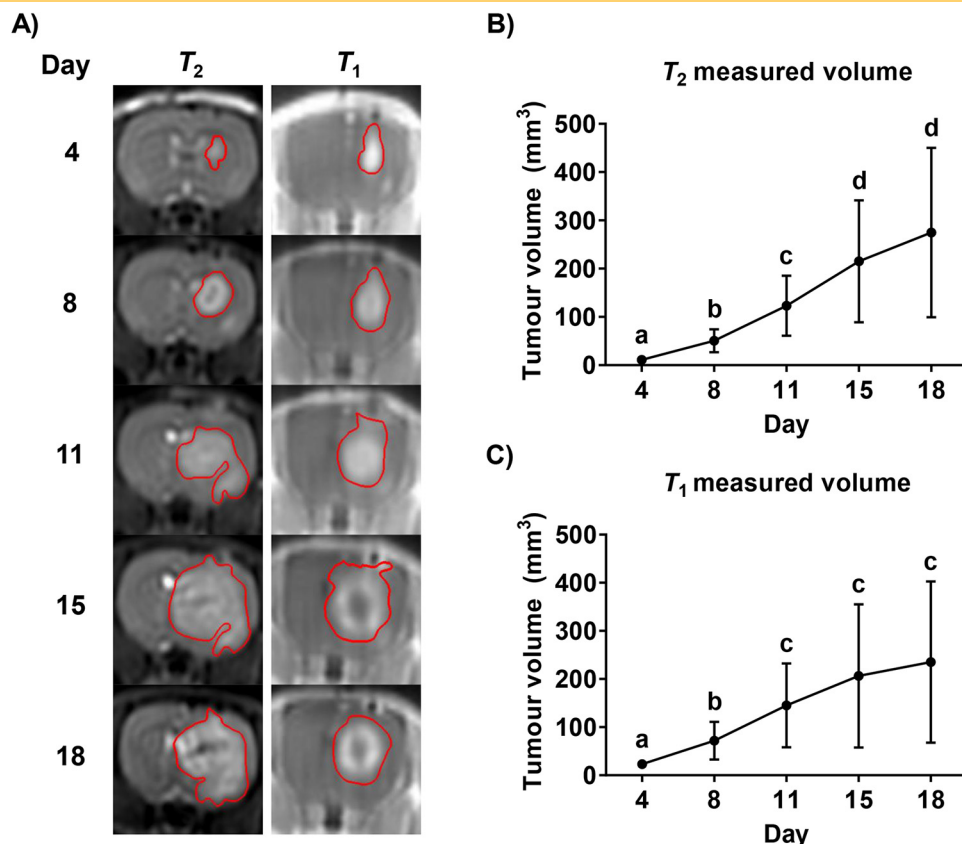 A)
Day T₂ T₁
4
8
11
15
18
B)
T₂ measured volume
Tumour volume (mm³)
500
400
300
200
100
0
a
b
c
d
d
4 8 11 15 18
Day
C)
T₁ measured volume
Tumour volume (mm³)
500
400
300
200
100
0
a
b
c
c
c
4 8 11 15 18
Day